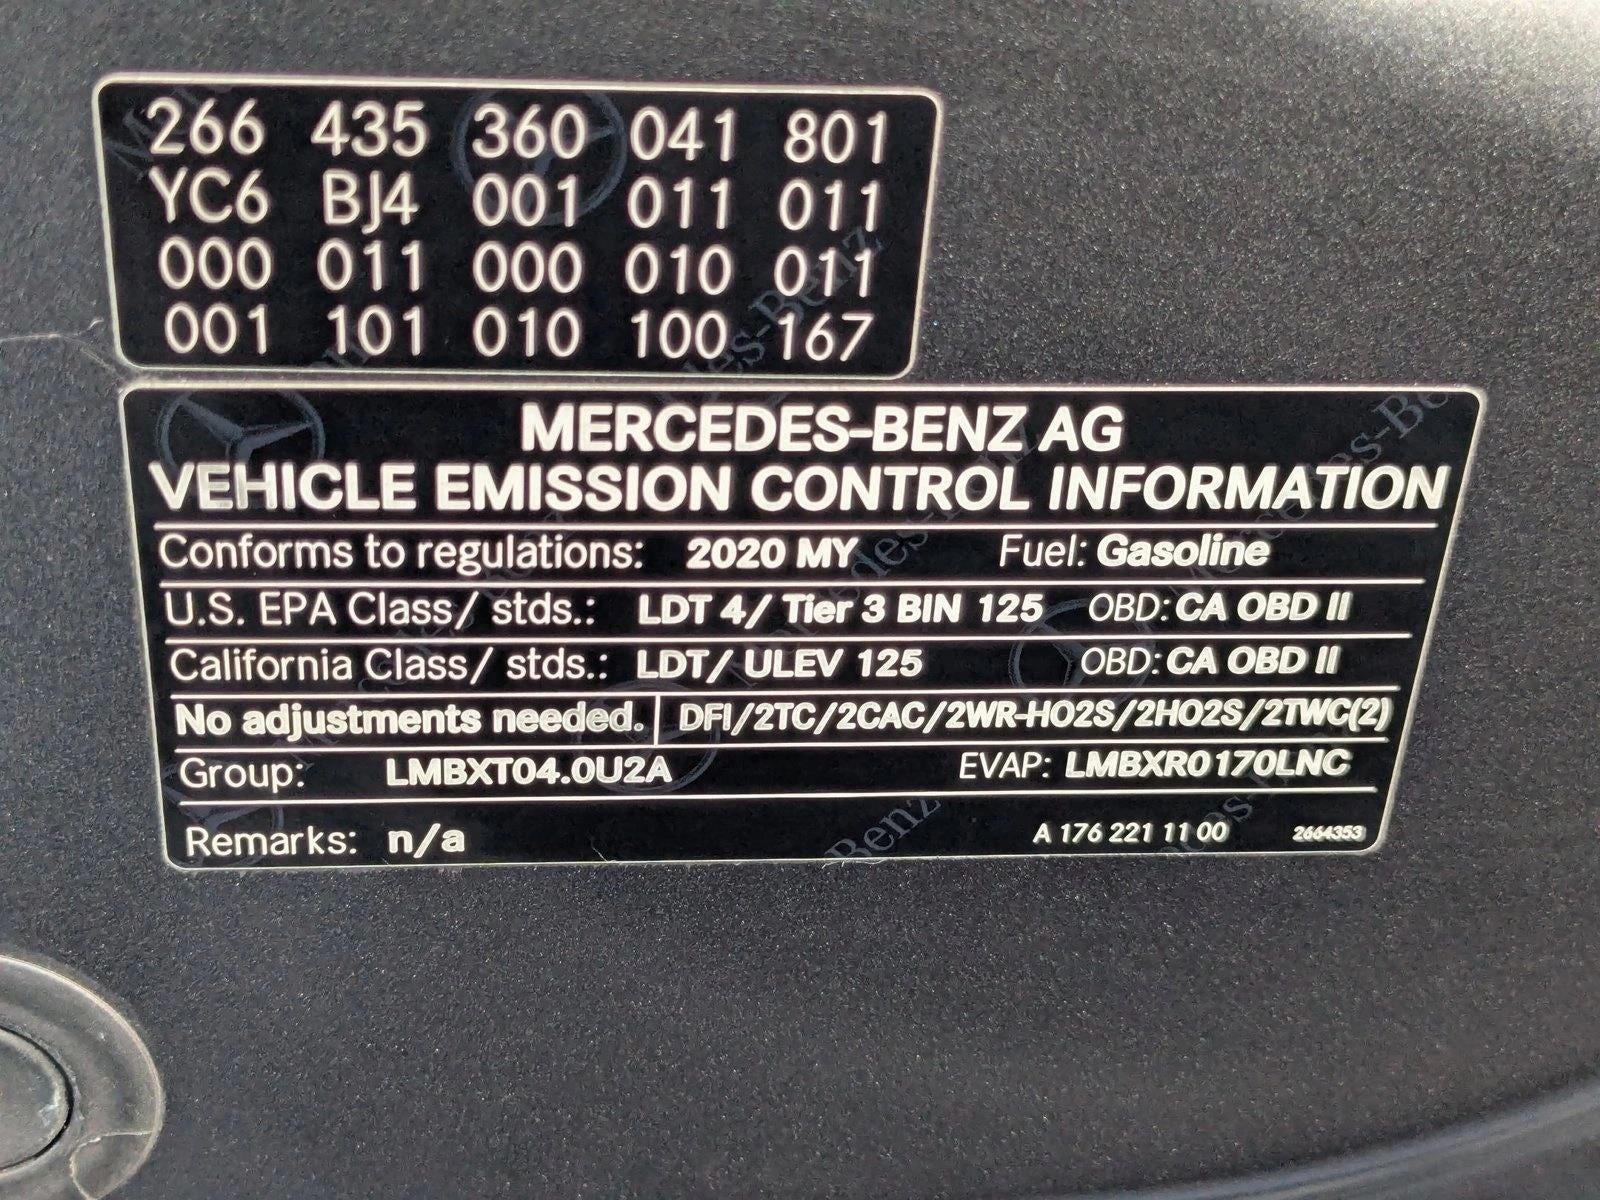 266 435 360 041 801
YC6 BJ4 001 011 011
000 011 000 010 011
001 101 010 100 167
MERCEDES-BENZ AG
VEHICLE EMISSION CONTROL INFORMATION
Conforms to regulations: 2020 MY Fuel: Gasoline
U.S. EPA Class/ stds.: LDT 4/ Tier 3 BIN 125 OBD: CA OBD II
California Class/ stds.: LDT/ ULEV 125 OBD: CA OBD II
No adjustments needed. DFI/2TC/2CAC/2WR-HO2S/2HO2S/2TWC(2)
Group: LMBXT04.0U2A EVAP: LMBXR0170LNC
Remarks: n/a A 176 221 11 00 2664353